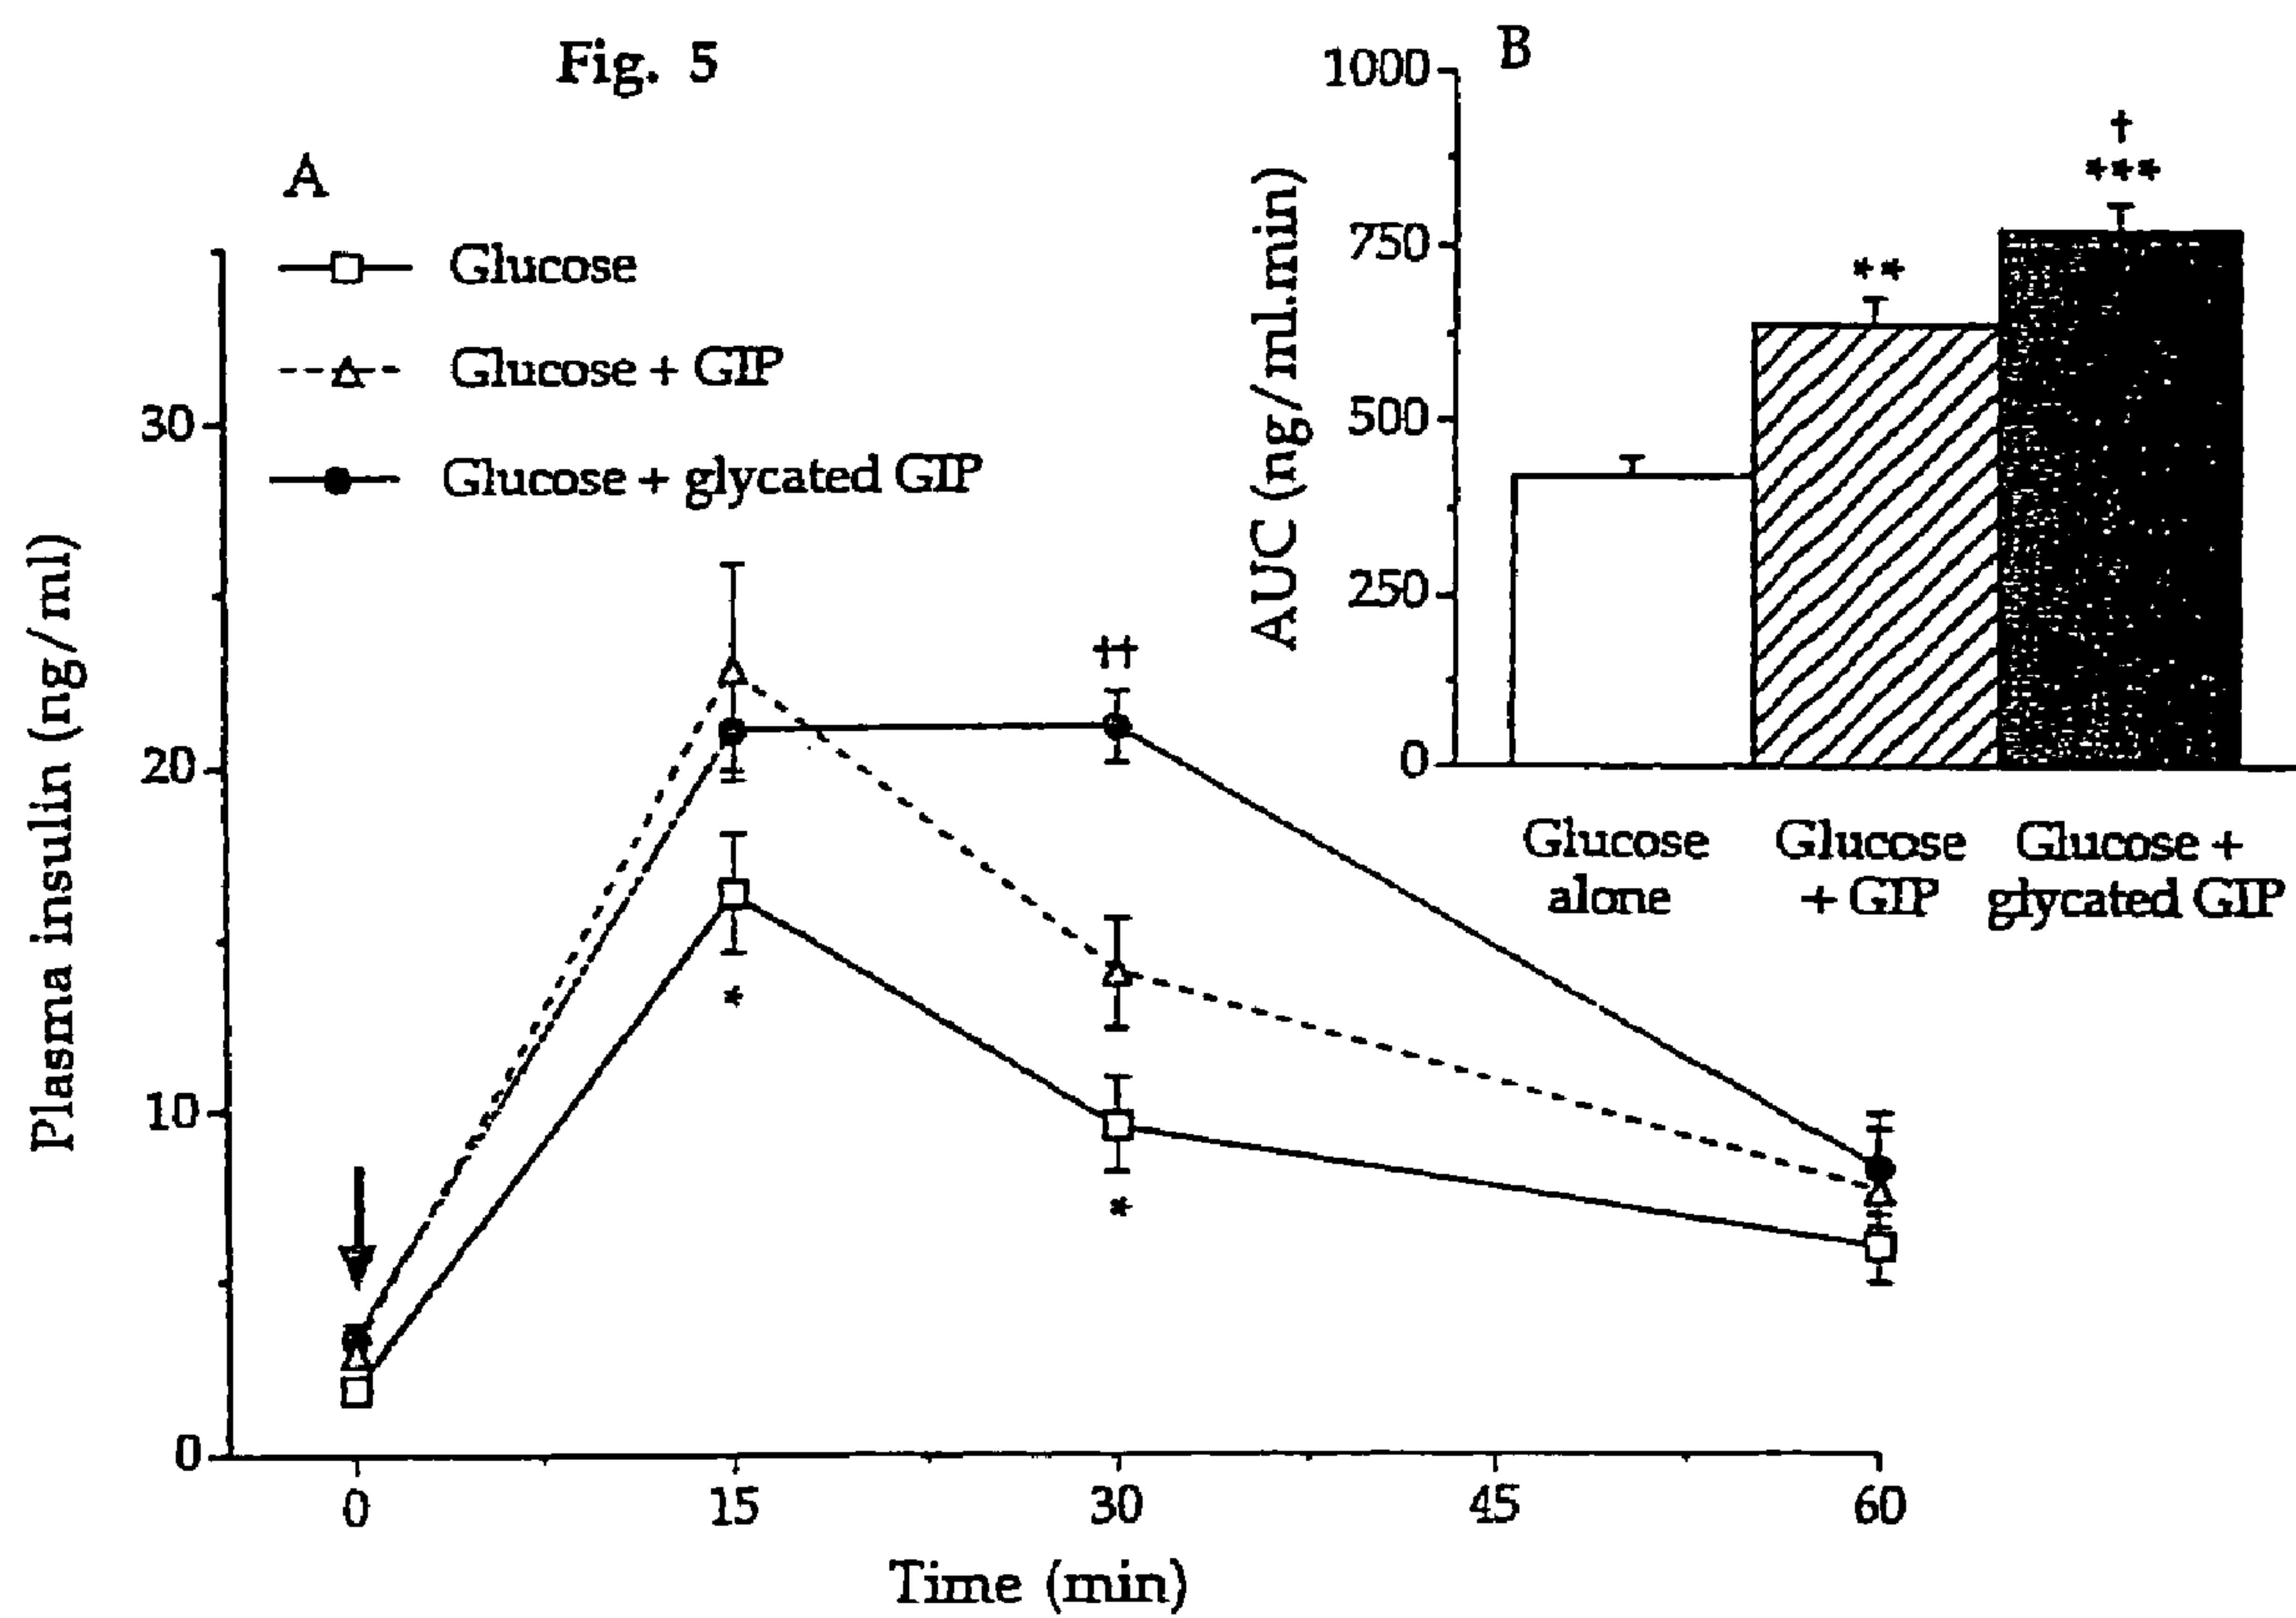 Fig. 5
A
Glucose
Glucose + GIP
Glucose + glycated GIP
Plasma insulin (ng/ml)
30
20
10
0
*
*
‡
0
15
30
45
60
Time (min)
B
AUC (ng/ml.min)
1000
750
500
250
0
**
†
***
Glucose
alone
Glucose
+ GIP
Glucose +
glycated GIP